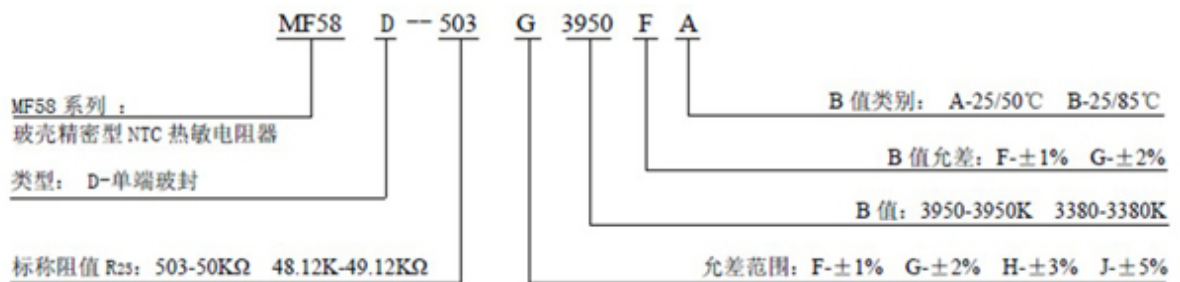 MF58 D--503 G 3950 F A
MF58 系列 :
B 值类别: A-25/50℃ B-25/85℃
玻壳精密型 NTC 热敏电阻器
B 值允差: F-±1% G-±2%
类型: D-单端玻封
B 值: 3950-3950K 3380-3380K
标称阻值 R25: 503-50KΩ 48.12K-49.12KΩ
允差范围: F-±1% G-±2% H-±3% J-±5%